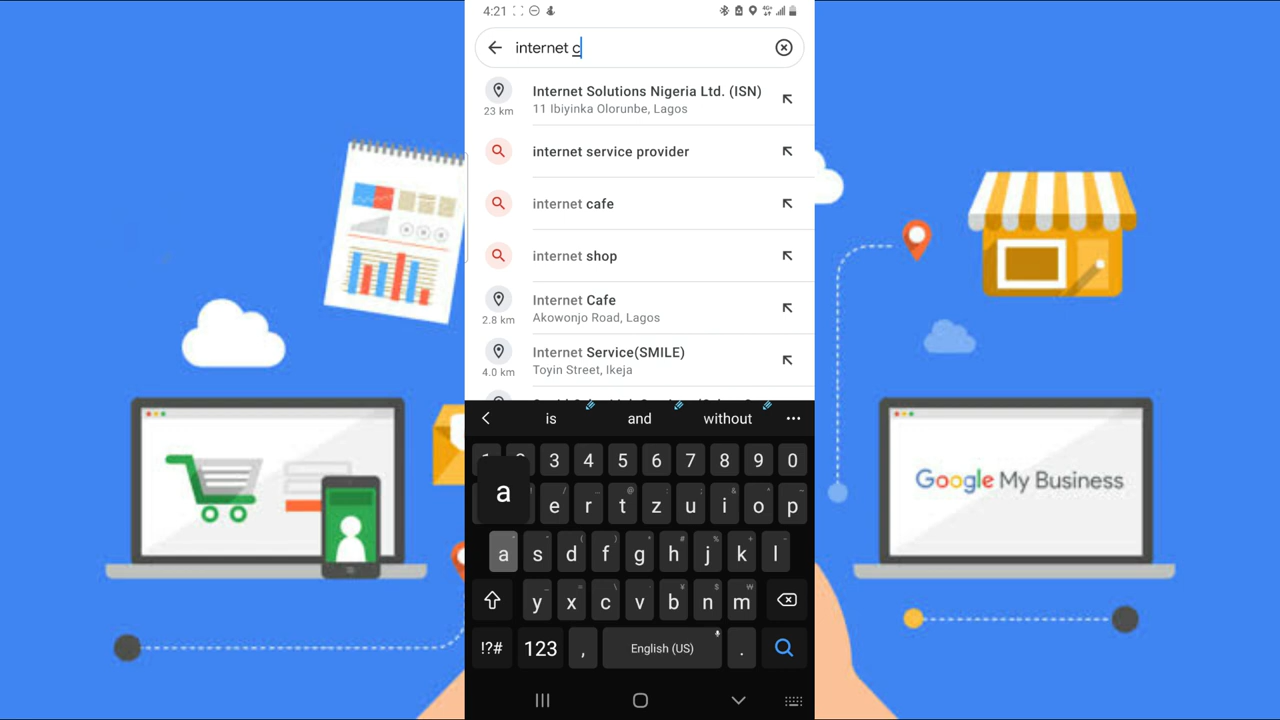 4:21
4G+
internet c
Internet Solutions Nigeria Ltd. (ISN)
11 Ibiyinka Olorunbe, Lagos
23 km
internet service provider
internet cafe
internet shop
Internet Cafe
Akowonjo Road, Lagos
2.8 km
Internet Service(SMILE)
Toyin Street, Ikeja
4.0 km
is and without
3 4 5 6 7 8 9 0
a
e r t z u i o p
a s d f g h j k l
y x c v b n m
!?# 123 , English (US) .
Google My Business